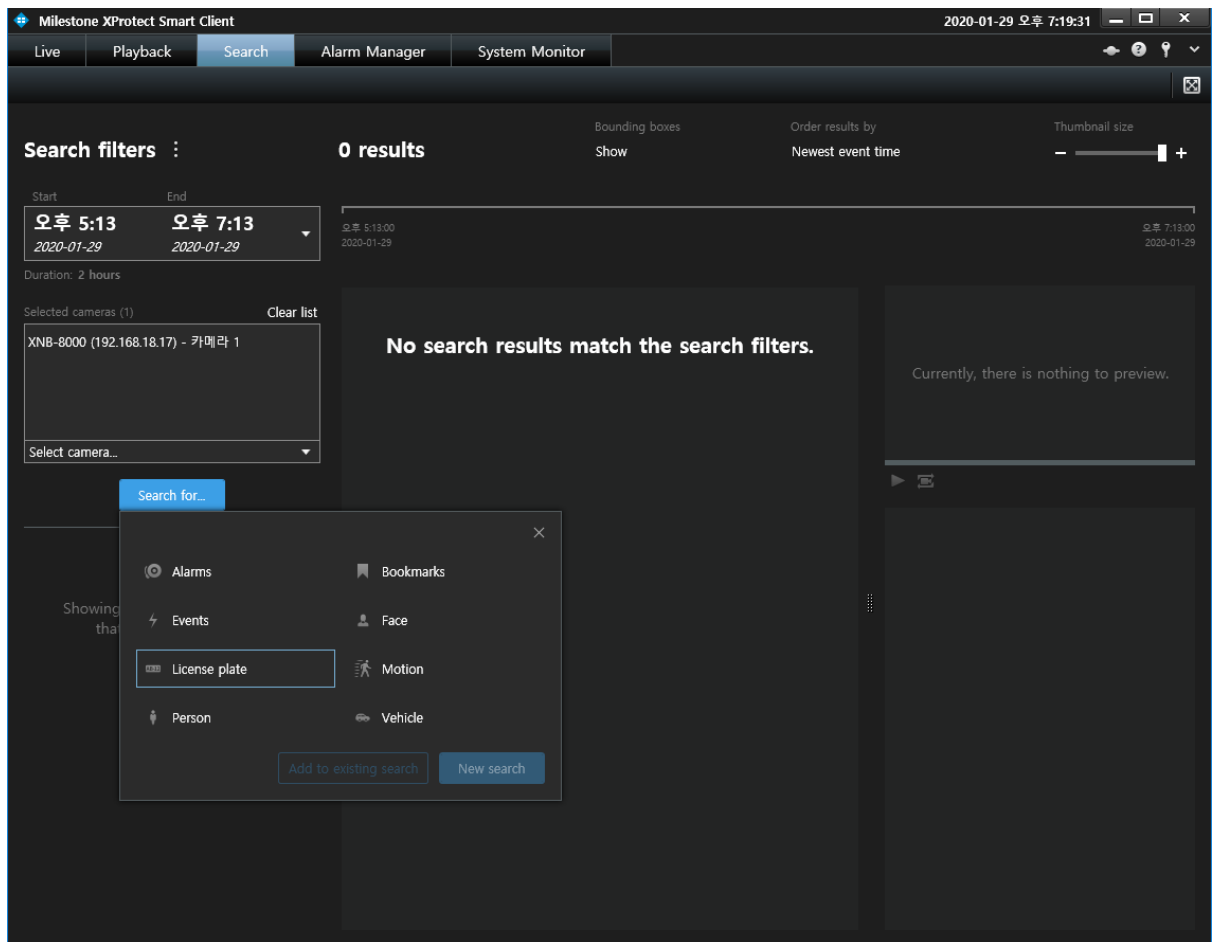 Milestone XProtect Smart Client
2020-01-29 오후 7:19:31
Live Playback Search Alarm Manager System Monitor
Search filters
0 results
Bounding boxes
Show
Order results by
Newest event time
Thumbnail size
Start End
오후 5:13 오후 7:13
2020-01-29 2020-01-29
Duration: 2 hours
오후 5:13:00
2020-01-29
오후 7:13:00
2020-01-29
Selected cameras (1) Clear list
XNB-8000 (192.168.18.17) - 카메라 1
Select camera...
Search for...
No search results match the search filters.
Currently, there is nothing to preview.
Showing
Alarms Bookmarks
Events Face
License plate Motion
Person Vehicle
Add to existing search New search